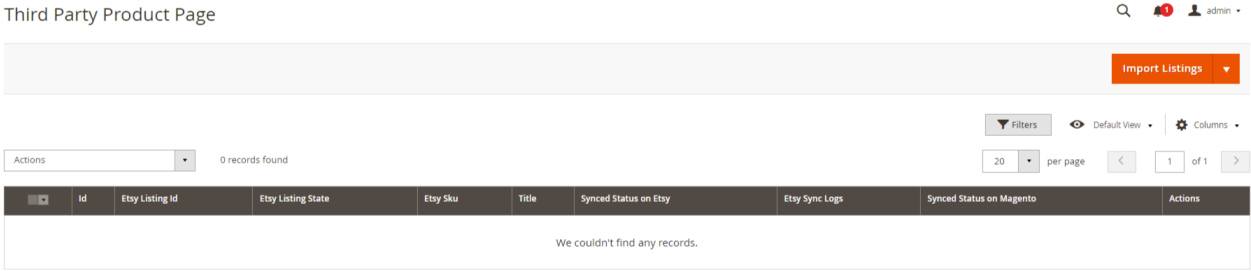 Third Party Product Page
1 admin
Import Listings
Filters Default View Columns
Actions 0 records found 20 per page 1 of 1
Id Etsy Listing Id Etsy Listing State Etsy Sku Title Synced Status on Etsy Etsy Sync Logs Synced Status on Magento Actions
We couldn't find any records.